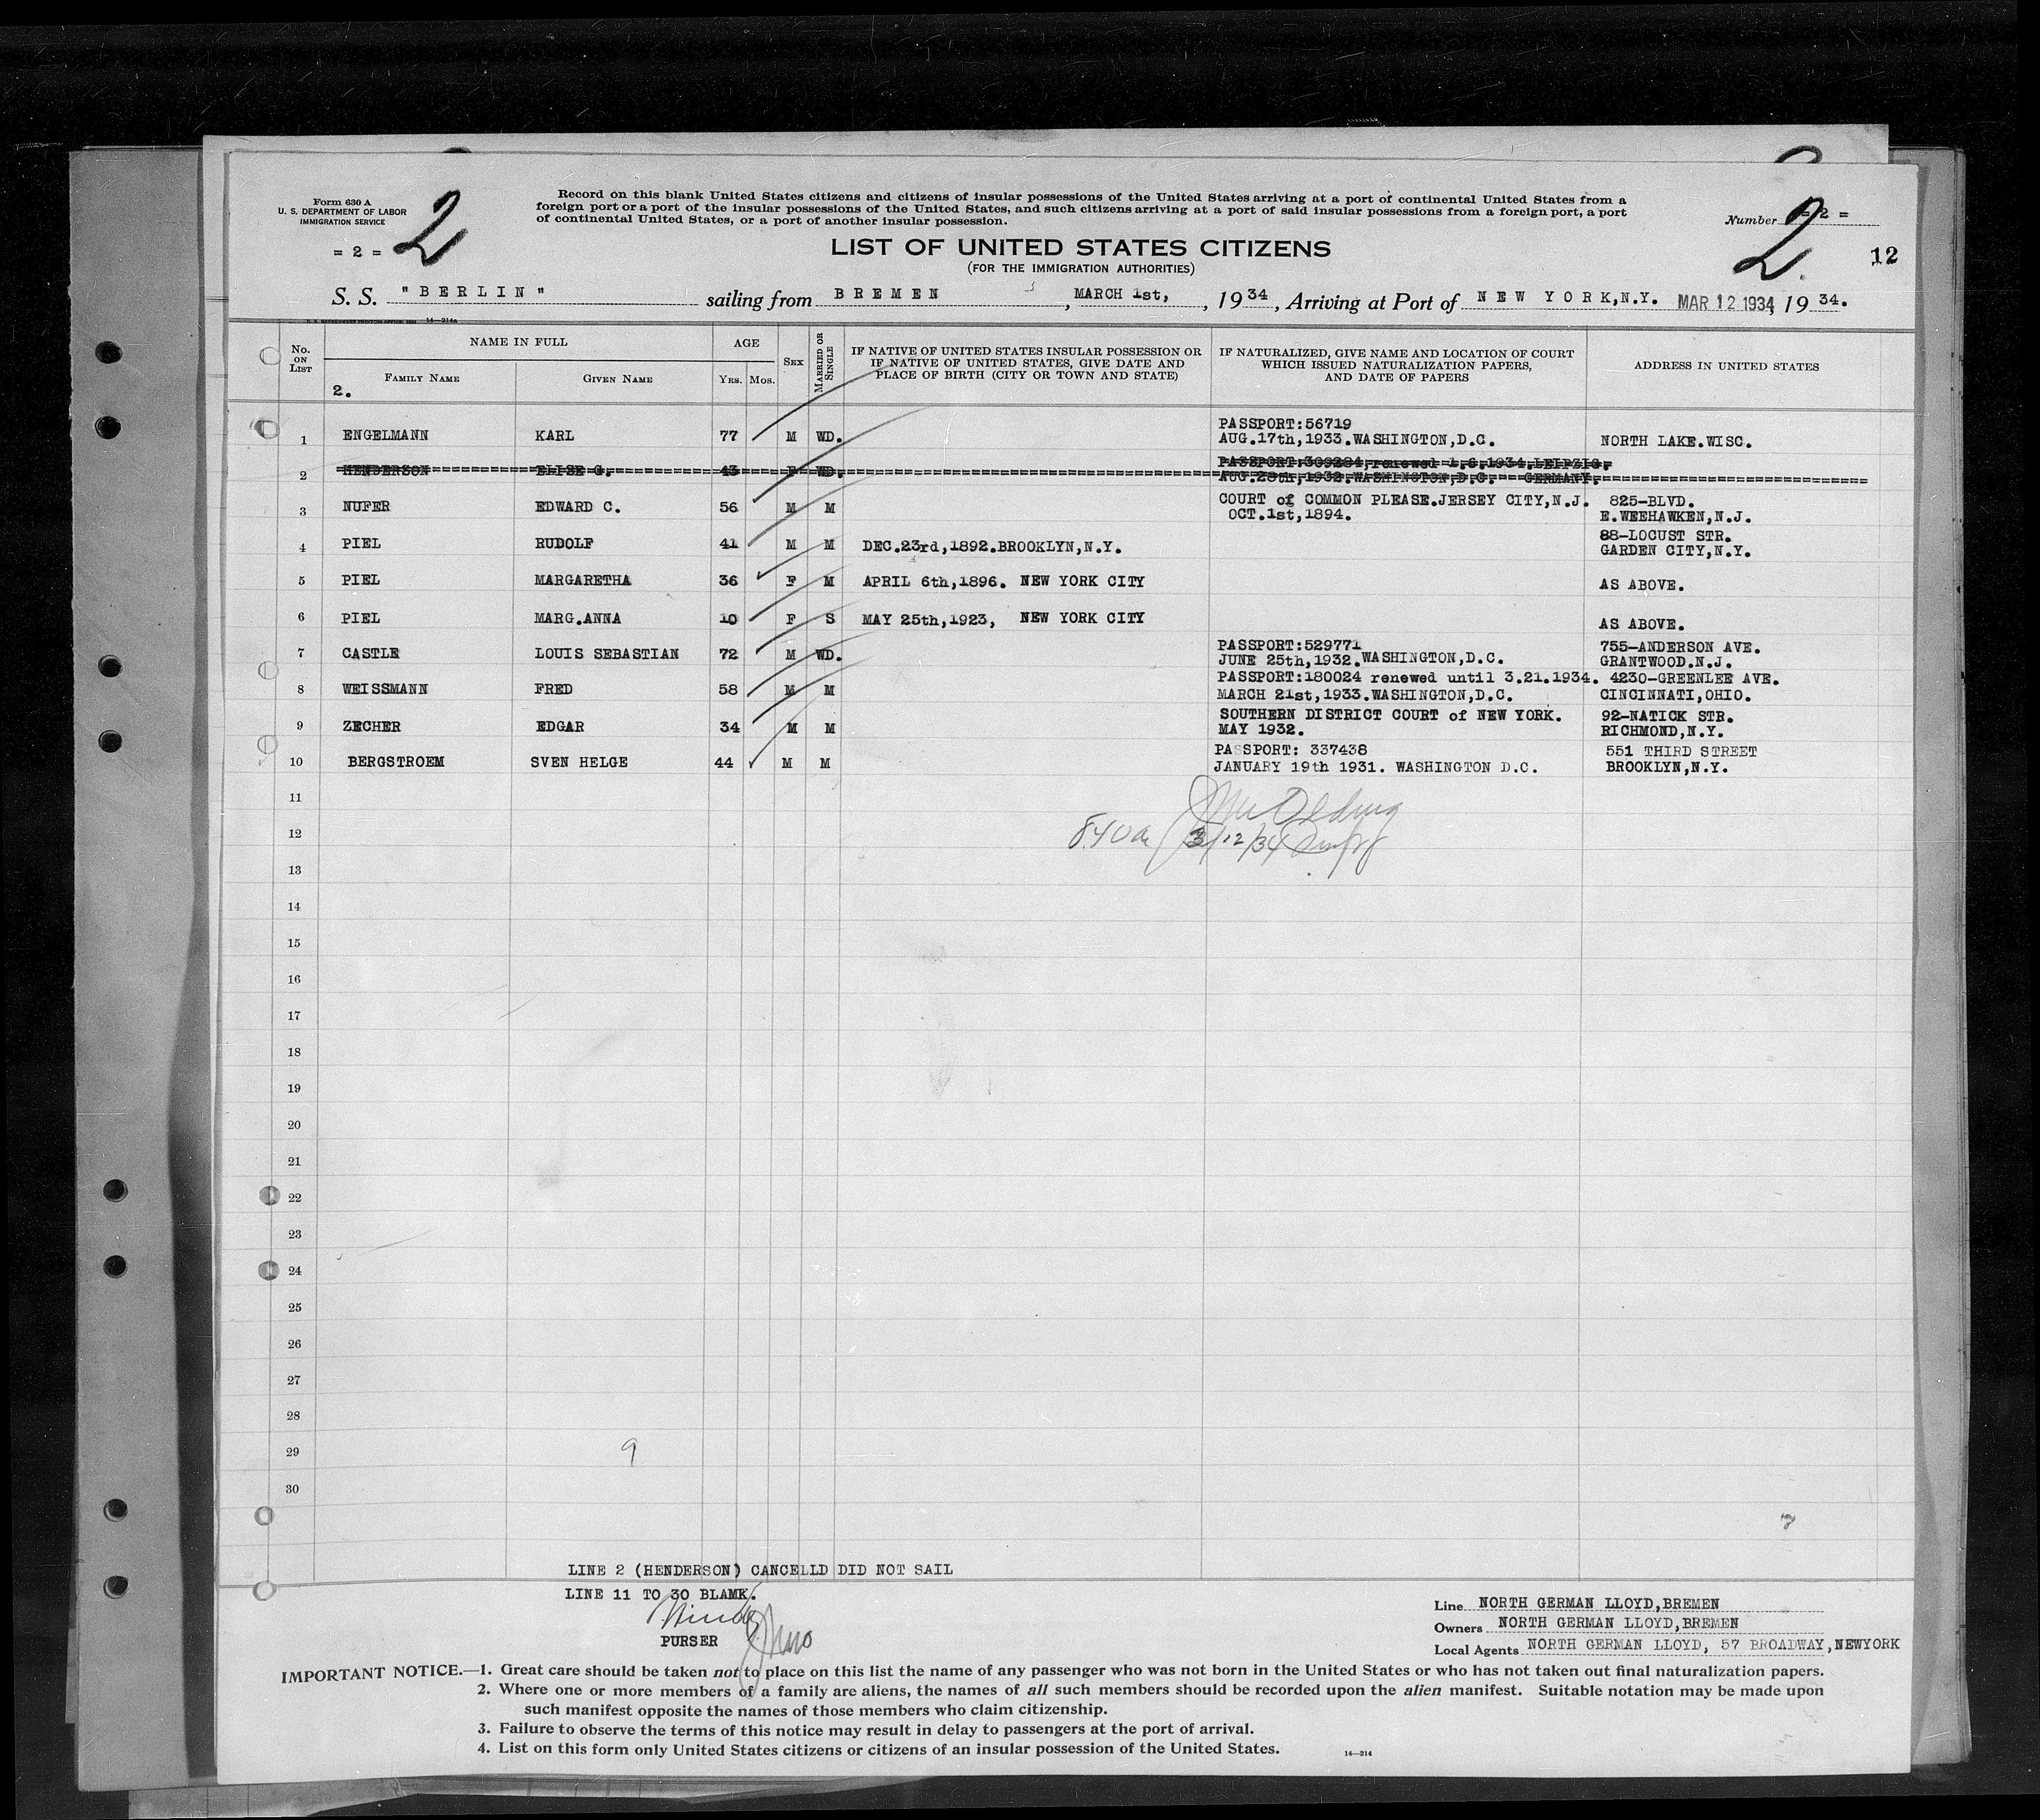 Form 630 A
U. S. DEPARTMENT OF LABOR
IMMIGRATION SERVICE
= 2 =
2
Record on this blank United States citizens and citizens of insular possessions of the United States arriving at a port of continental United States from a
foreign port or a port of the insular possessions of the United States, and such citizens arriving at a port of said insular possessions from a foreign port, a port
of continental United States, or a port of another insular possession.
Number = 2 =
2
12
LIST OF UNITED STATES CITIZENS
(FOR THE IMMIGRATION AUTHORITIES)
S. S. "BERLIN" sailing from BREMEN, MARCH 1st, , 1934, Arriving at Port of NEW YORK,N.Y. MAR 12 1934, 1934.
14—214a
No. ON LIST
NAME IN FULL
FAMILY NAME
2.
GIVEN NAME
AGE
YRS. MOS.
SEX
MARRIED OR SINGLE
IF NATIVE OF UNITED STATES INSULAR POSSESSION OR
IF NATIVE OF UNITED STATES, GIVE DATE AND
PLACE OF BIRTH (CITY OR TOWN AND STATE)
IF NATURALIZED, GIVE NAME AND LOCATION OF COURT
WHICH ISSUED NATURALIZATION PAPERS,
AND DATE OF PAPERS
ADDRESS IN UNITED STATES
PASSPORT:56719
1 ENGELMANN KARL 77 M WD. AUG.17th,1933.WASHINGTON,D.C. NORTH LAKE.WISC.
PASSPORT:309284,renewed 1.6.1934.LEIPZIG,
2 HENDERSON ELISE G. 43 F WD. AUG.28th,1932.WASHINGTON,D.C. GERMANY.
3 NUFER EDWARD C. 56 M M COURT of COMMON PLEASE.JERSEY CITY,N.J. 825-BLVD.
OCT.1st,1894. E.WEEHAWKEN,N.J.
88-LOCUST STR.
4 PIEL RUDOLF 41 M M DEC.23rd,1892.BROOKLYN,N.Y. GARDEN CITY,N.Y.
5 PIEL MARGARETHA 36 F M APRIL 6th,1896. NEW YORK CITY AS ABOVE.
6 PIEL MARG.ANNA 10 F S MAY 25th,1923, NEW YORK CITY AS ABOVE.
PASSPORT:529771 755-ANDERSON AVE.
7 CASTLE LOUIS SEBASTIAN 72 M WD. JUNE 25th,1932.WASHINGTON,D.C. GRANTWOOD.N.J.
PASSPORT:180024 renewed until 3.21.1934. 4230-GREENLEE AVE.
8 WEISSMANN FRED 58 M M MARCH 21st,1933.WASHINGTON,D.C. CINCINNATI,OHIO.
SOUTHERN DISTRICT COURT of NEW YORK. 92-NATICK STR.
9 ZECHER EDGAR 34 M M MAY 1932. RICHMOND,N.Y.
PASSPORT: 337438 551 THIRD STREET
10 BERGSTROEM SVEN HELGE 44 M M JANUARY 19th 1931. WASHINGTON D.C. BROOKLYN,N.Y.
11
12 8.40a 3/12/34
13
14
15
16
17
18
19
20
21
22
23
24
25
26
27
28
29 9
30
LINE 2 (HENDERSON) CANCELLD DID NOT SAIL
LINE 11 TO 30 BLAMK.
PURSER
Line NORTH GERMAN LLOYD,BREMEN
Owners NORTH GERMAN LLOYD,BREMEN
Local Agents NORTH GERMAN LLOYD, 57 BROADWAY,NEWYORK
IMPORTANT NOTICE.—1. Great care should be taken not to place on this list the name of any passenger who was not born in the United States or who has not taken out final naturalization papers.
2. Where one or more members of a family are aliens, the names of all such members should be recorded upon the alien manifest. Suitable notation may be made upon
such manifest opposite the names of those members who claim citizenship.
3. Failure to observe the terms of this notice may result in delay to passengers at the port of arrival.
4. List on this form only United States citizens or citizens of an insular possession of the United States.
14—214